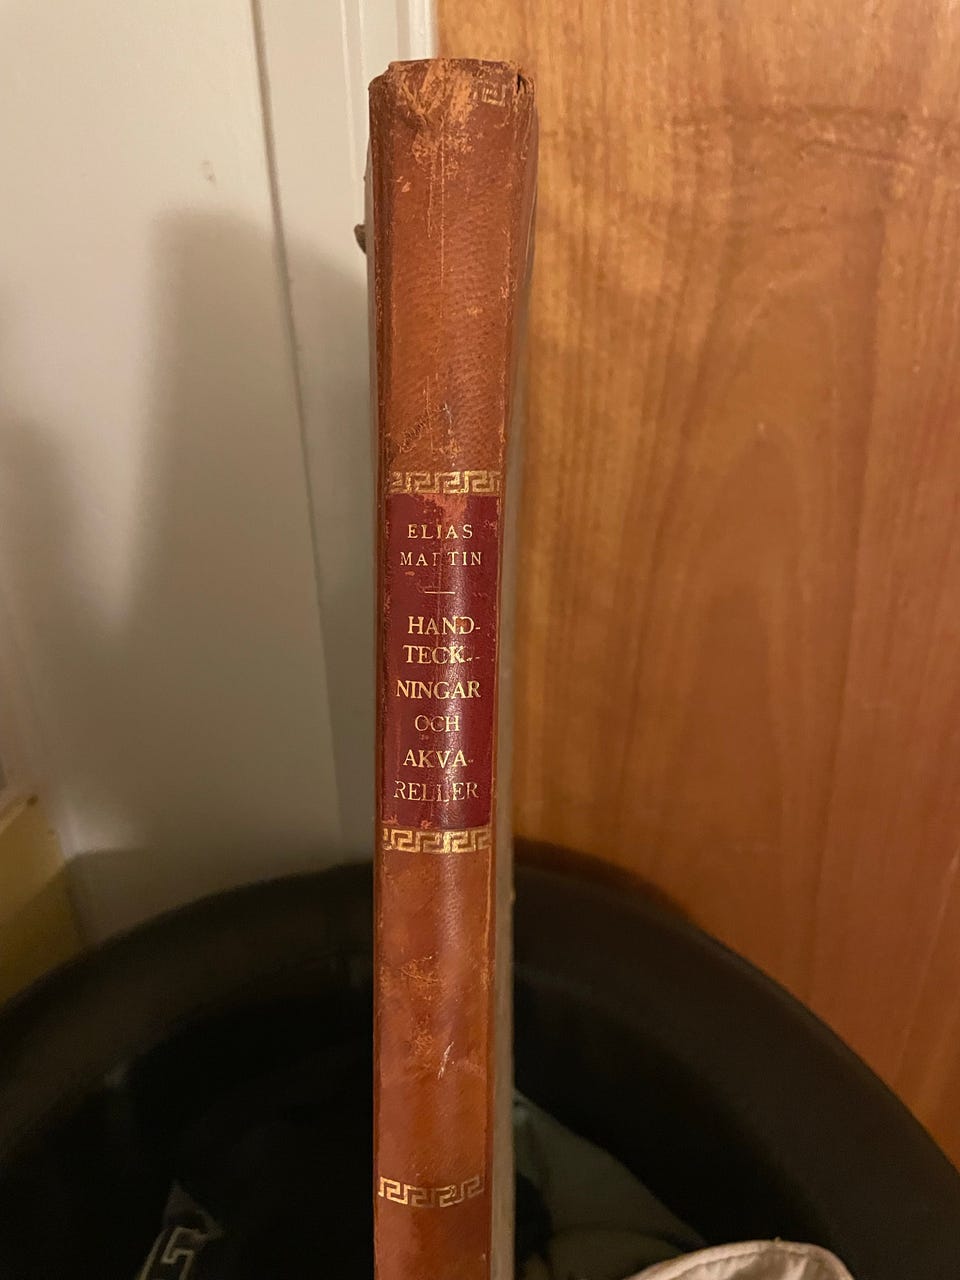 ELIAS
MARTIN
HAND-
TECK-
NINGAR
OCH
AKVA-
RELLER